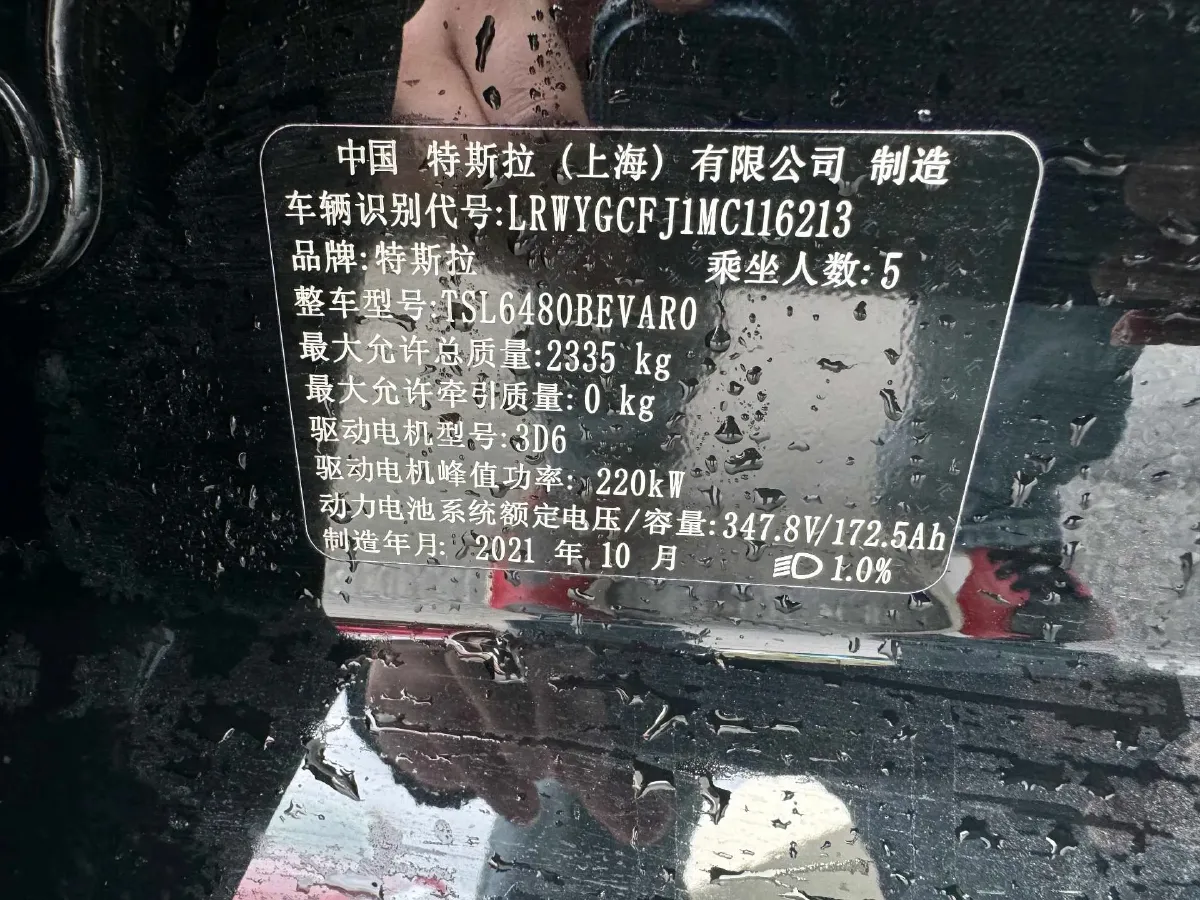 中国 特斯拉 (上海) 有限公司 制造
车辆识别代号:LRWYGCFJ1MC116213
品牌:特斯拉 乘坐人数:5
整车型号:TSL6480BEVAR0
最大允许总质量:2335 kg
最大允许牵引质量:0 kg
驱动电机型号:3D6
驱动电机峰值功率: 220kW
动力电池系统额定电压/容量:347.8V/172.5Ah
制造年月: 2021 年 10 月 1.0%